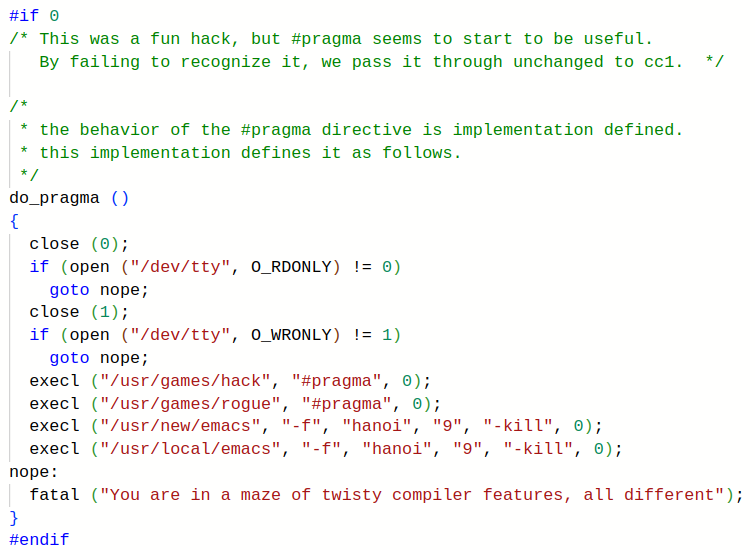 #if 0
/* This was a fun hack, but #pragma seems to start to be useful.
   By failing to recognize it, we pass it through unchanged to cc1.  */
/*
 * the behavior of the #pragma directive is implementation defined.
 * this implementation defines it as follows.
 */
do_pragma ()
{
  close (0);
  if (open ("/dev/tty", O_RDONLY) != 0)
    goto nope;
  close (1);
  if (open ("/dev/tty", O_WRONLY) != 1)
    goto nope;
  execl ("/usr/games/hack", "#pragma", 0);
  execl ("/usr/games/rogue", "#pragma", 0);
  execl ("/usr/new/emacs", "-f", "hanoi", "9", "-kill", 0);
  execl ("/usr/local/emacs", "-f", "hanoi", "9", "-kill", 0);
nope:
  fatal ("You are in a maze of twisty compiler features, all different");
}
#endif